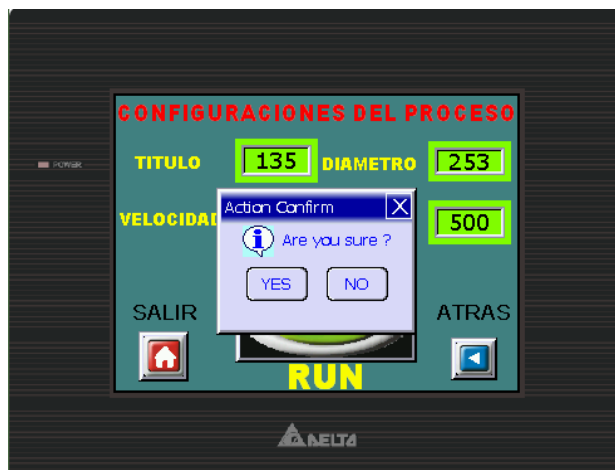 CONFIGURACIONES DEL PROCESO
POWER
TITULO 135 DIAMETRO 253
VELOCIDAD 500
Action Confirm X
Are you sure ?
YES NO
SALIR ATRAS
RUN
DELTA